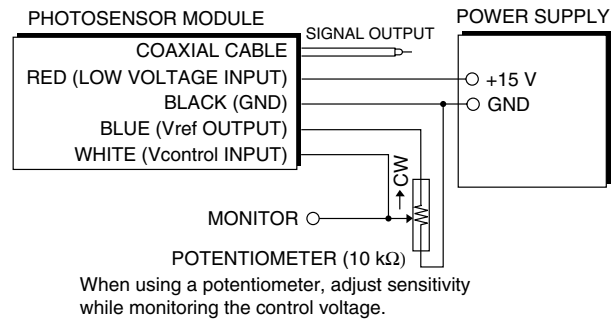 PHOTOSENSOR MODULE
POWER SUPPLY
SIGNAL OUTPUT
COAXIAL CABLE
RED (LOW VOLTAGE INPUT)
+15 V
BLACK (GND)
GND
BLUE (Vref OUTPUT)
WHITE (Vcontrol INPUT)
CW
MONITOR
POTENTIOMETER (10 kΩ)
When using a potentiometer, adjust sensitivity
while monitoring the control voltage.